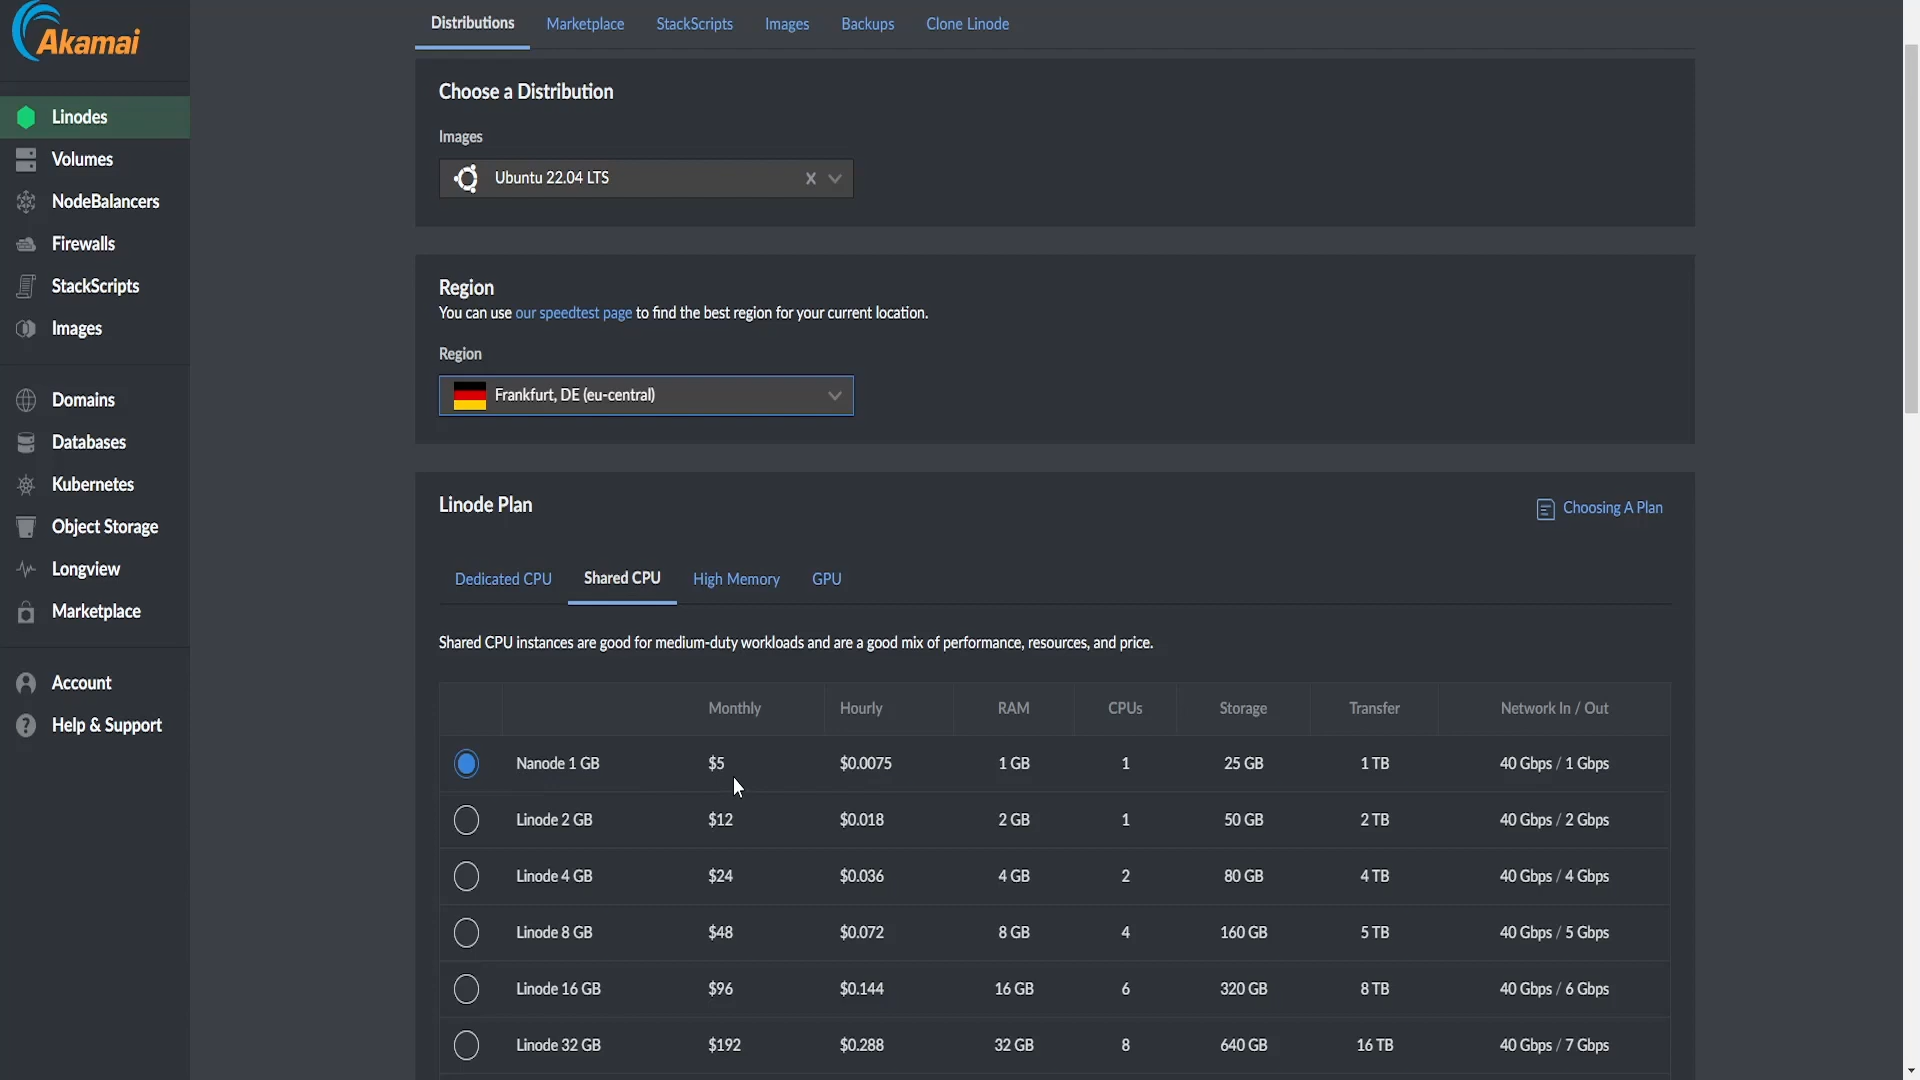 Akamai
Linodes
Volumes
NodeBalancers
Firewalls
StackScripts
Images
Domains
Databases
Kubernetes
Object Storage
Longview
Marketplace
Account
Help & Support
Distributions Marketplace StackScripts Images Backups Clone Linode
Choose a Distribution
Images
Ubuntu 22.04 LTS
Region
You can use our speedtest page to find the best region for your current location.
Region
Frankfurt, DE (eu-central)
Linode Plan
Choosing A Plan
Dedicated CPU Shared CPU High Memory GPU
Shared CPU instances are good for medium-duty workloads and are a good mix of performance, resources, and price.
Monthly Hourly RAM CPUs Storage Transfer Network In / Out
Nanode 1 GB $5 $0.0075 1 GB 1 25 GB 1 TB 40 Gbps / 1 Gbps
Linode 2 GB $12 $0.018 2 GB 1 50 GB 2 TB 40 Gbps / 2 Gbps
Linode 4 GB $24 $0.036 4 GB 2 80 GB 4 TB 40 Gbps / 4 Gbps
Linode 8 GB $48 $0.072 8 GB 4 160 GB 5 TB 40 Gbps / 5 Gbps
Linode 16 GB $96 $0.144 16 GB 6 320 GB 8 TB 40 Gbps / 6 Gbps
Linode 32 GB $192 $0.288 32 GB 8 640 GB 16 TB 40 Gbps / 7 Gbps